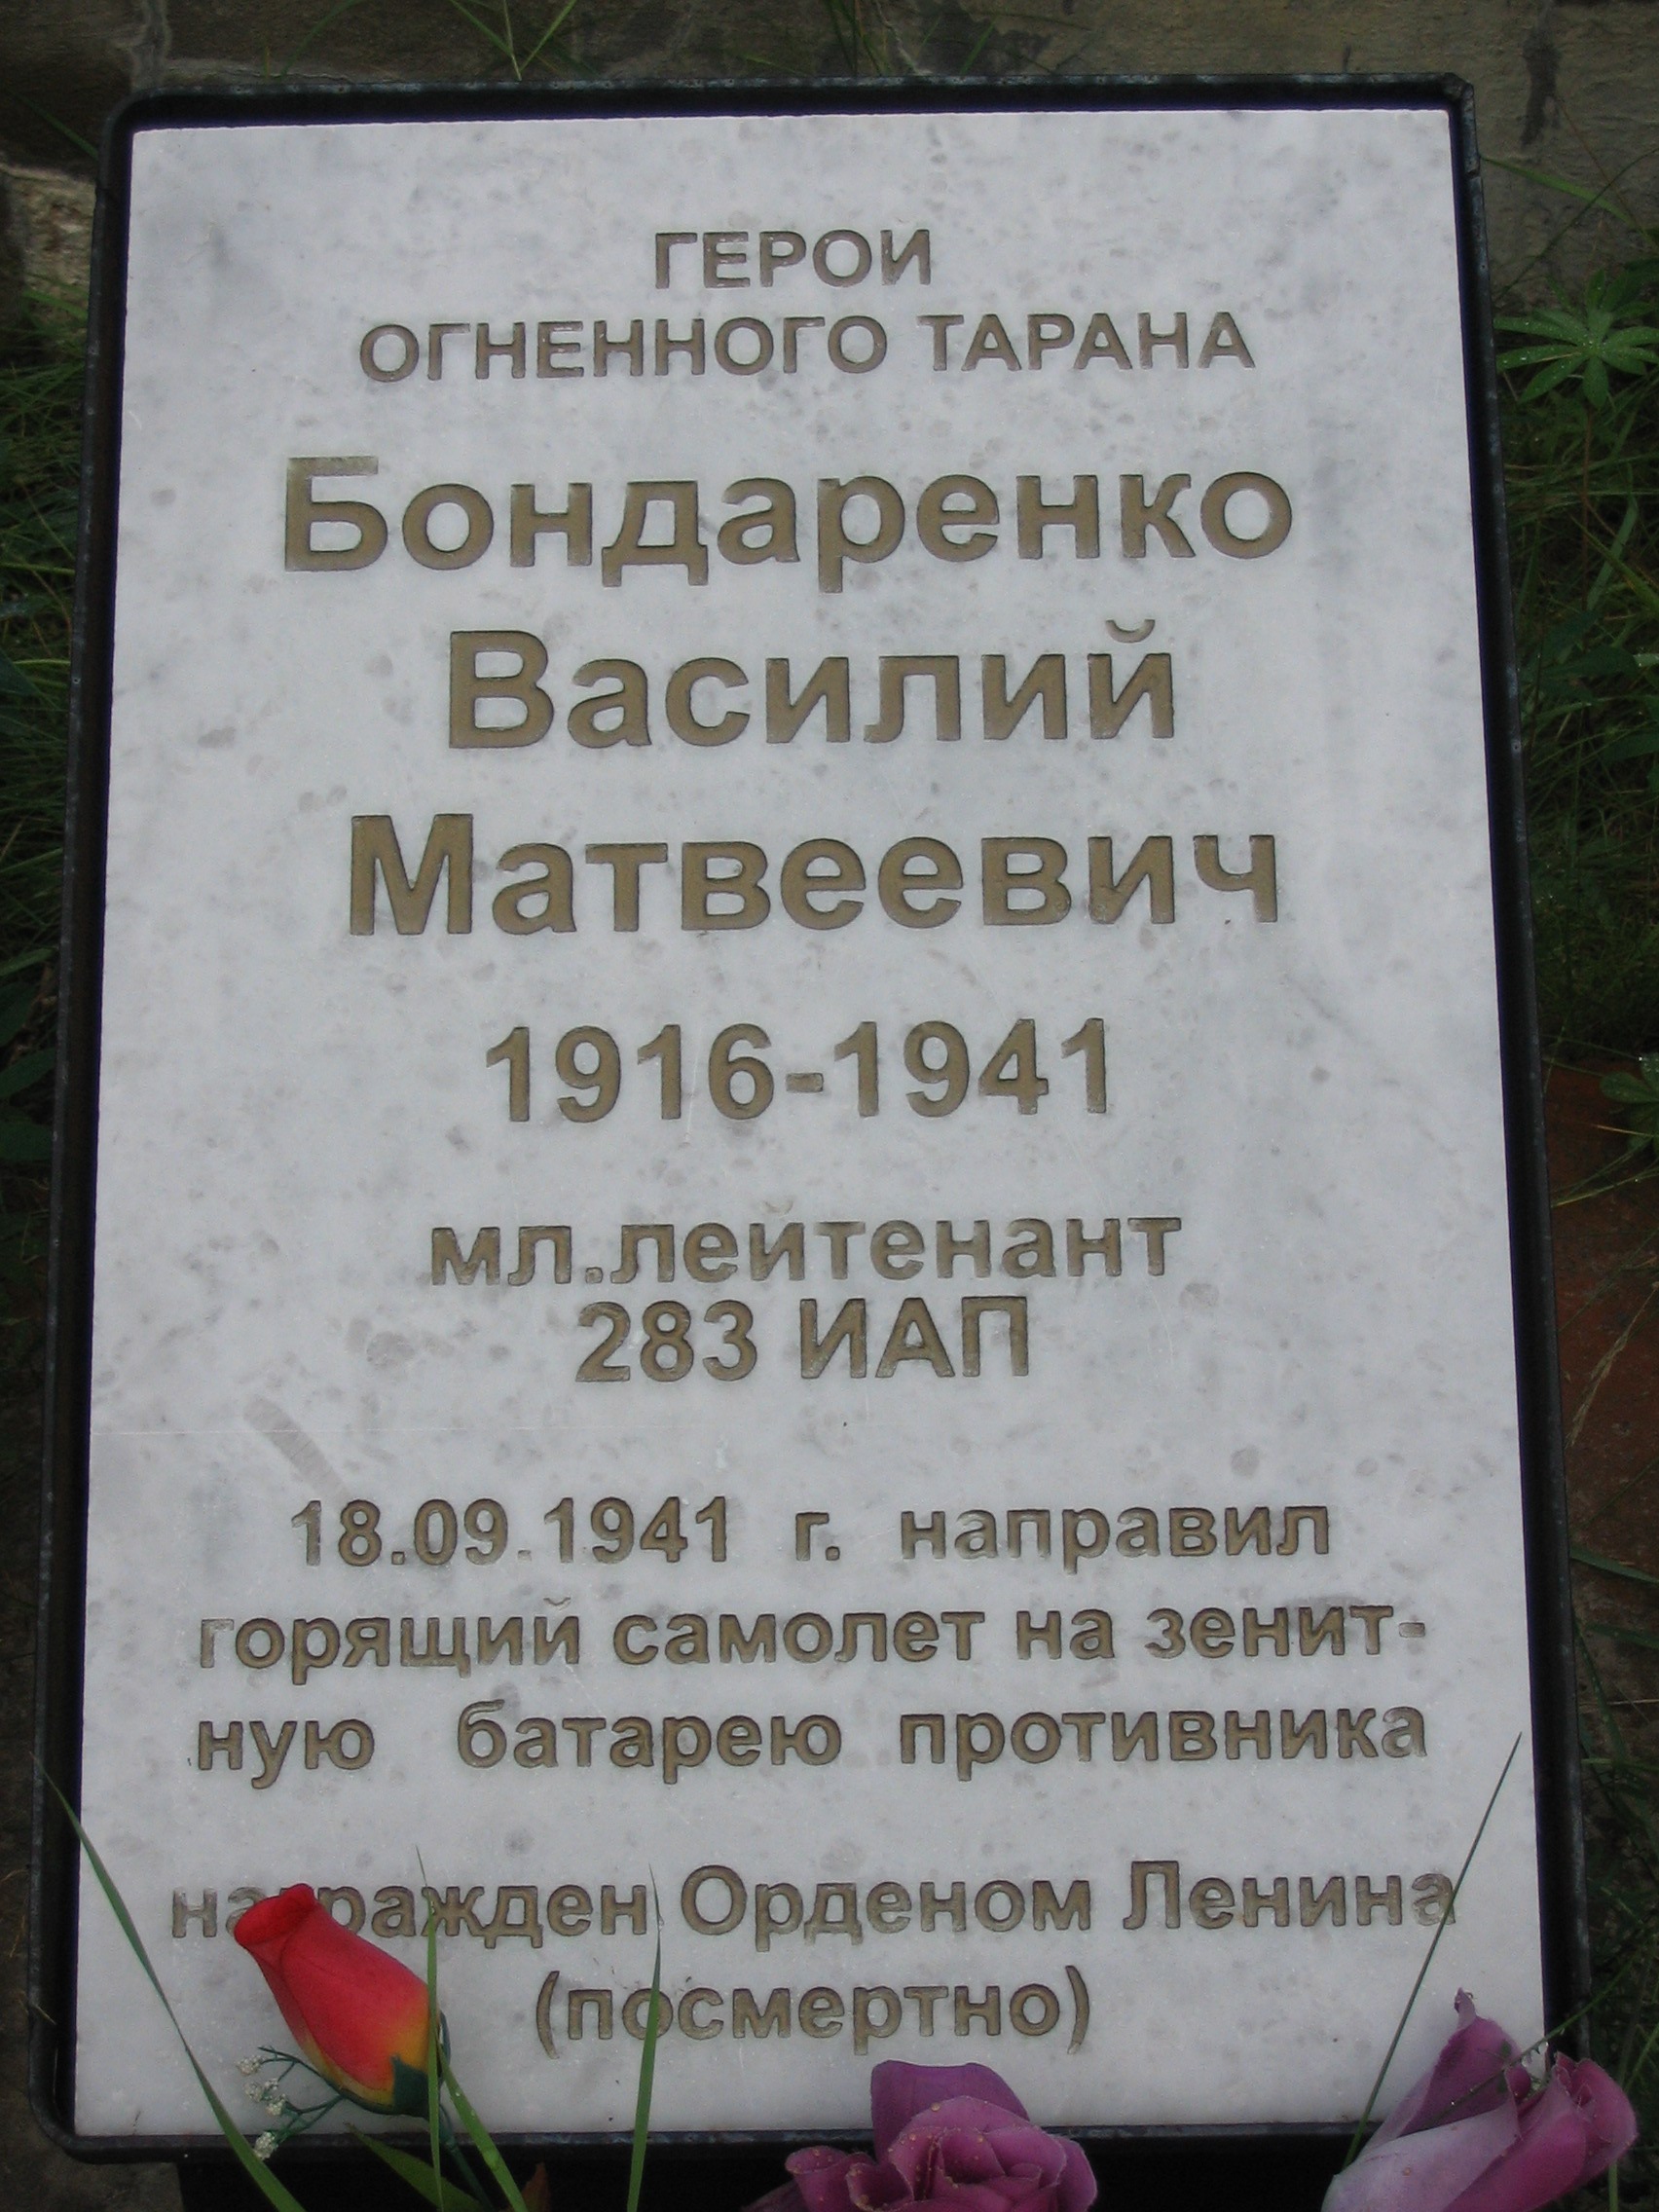 ГЕРОИ
ОГНЕННОГО ТАРАНА
Бондаренко
Василий
Матвеевич
1916-1941
мл.лейтенант
283 ИАП
18.09.1941 г. направил
горящий самолет на зенит-
ную батарею противника
награжден Орденом Ленина
(посмертно)